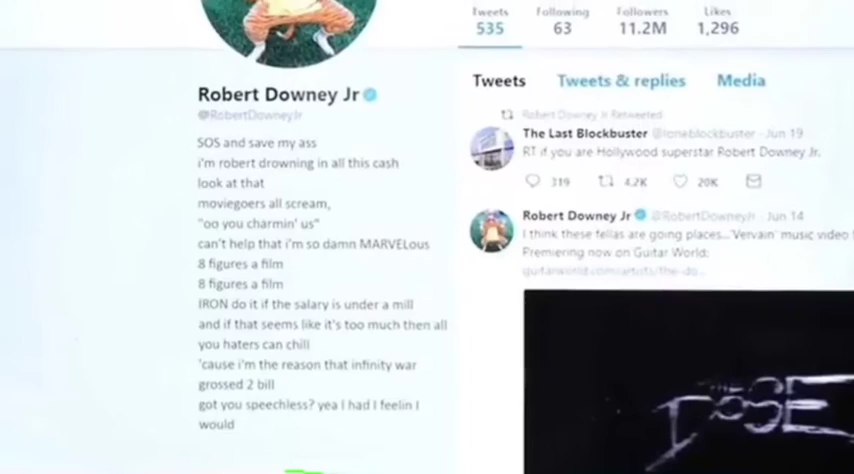 Tweets Following Followers Likes
535 63 11.2M 1,296
Robert Downey Jr
@RobertDowneyJr
SOS and save my ass
i'm robert drowning in all this cash
look at that
moviegoers all scream,
"oo you charmin' us"
can't help that i'm so damn MARVELous
8 figures a film
8 figures a film
IRON do it if the salary is under a mill
and if that seems like it's too much then all
you haters can chill
'cause i'm the reason that infinity war
grossed 2 bill
got you speechless? yea I had I feelin I
would
Tweets Tweets & replies Media
Robert Downey Jr Retweeted
The Last Blockbuster @loneblockbuster - Jun 19
RT if you are Hollywood superstar Robert Downey Jr.
319 4.2K 20K
Robert Downey Jr @RobertDowneyJr - Jun 14
I think these fellas are going places...'Vervain' music video
Premiering now on Guitar World:
guitarworld.com/artists/the-do...
THE DOSE